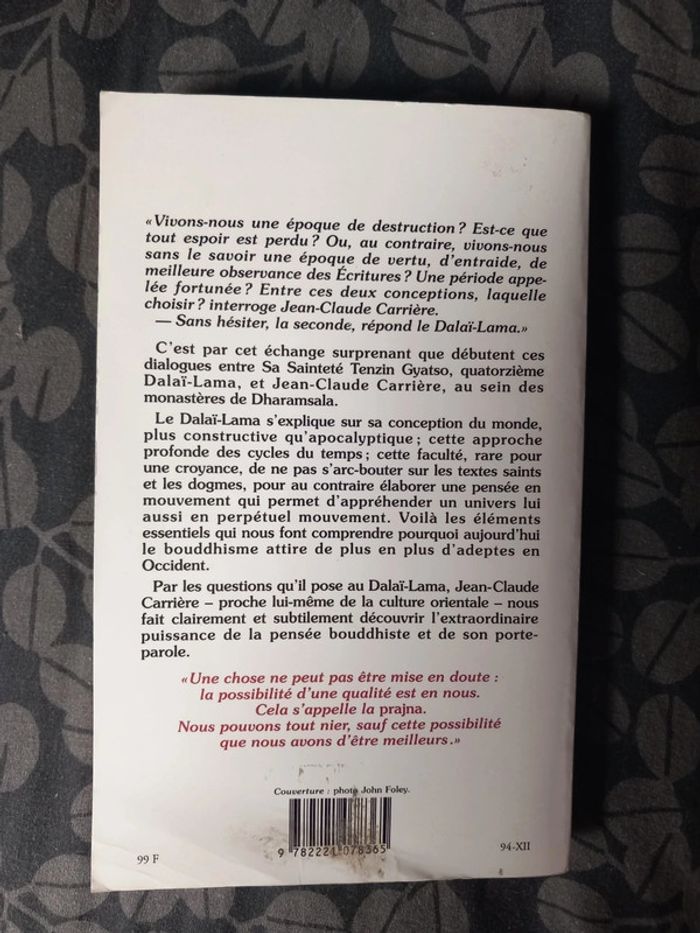 «Vivons-nous une époque de destruction? Est-ce que
tout espoir est perdu? Ou, au contraire, vivons-nous
sans le savoir une époque de vertu, d'entraide, de
meilleure observance des Écritures? Une période appe-
lée fortunée? Entre ces deux conceptions, laquelle
choisir? interroge Jean-Claude Carrière.
— Sans hésiter, la seconde, répond le Dalaï-Lama.»
C'est par cet échange surprenant que débutent ces
dialogues entre Sa Sainteté Tenzin Gyatso, quatorzième
Dalaï-Lama, et Jean-Claude Carrière, au sein des
monastères de Dharamsala.
Le Dalaï-Lama s'explique sur sa conception du monde,
plus constructive qu'apocalyptique; cette approche
profonde des cycles du temps; cette faculté, rare pour
une croyance, de ne pas s'arc-bouter sur les textes saints
et les dogmes, pour au contraire élaborer une pensée en
mouvement qui permet d'appréhender un univers lui
aussi en perpétuel mouvement. Voilà les éléments
essentiels qui nous font comprendre pourquoi aujourd'hui
le bouddhisme attire de plus en plus d'adeptes en
Occident.
Par les questions qu'il pose au Dalaï-Lama, Jean-Claude
Carrière – proche lui-même de la culture orientale – nous
fait clairement et subtilement découvrir l'extraordinaire
puissance de la pensée bouddhiste et de son porte-
parole.
«Une chose ne peut pas être mise en doute :
la possibilité d'une qualité est en nous.
Cela s'appelle la prajna.
Nous pouvons tout nier, sauf cette possibilité
que nous avons d'être meilleurs.»
Couverture : photo John Foley.
9 782221 078365
99 F
94-XII